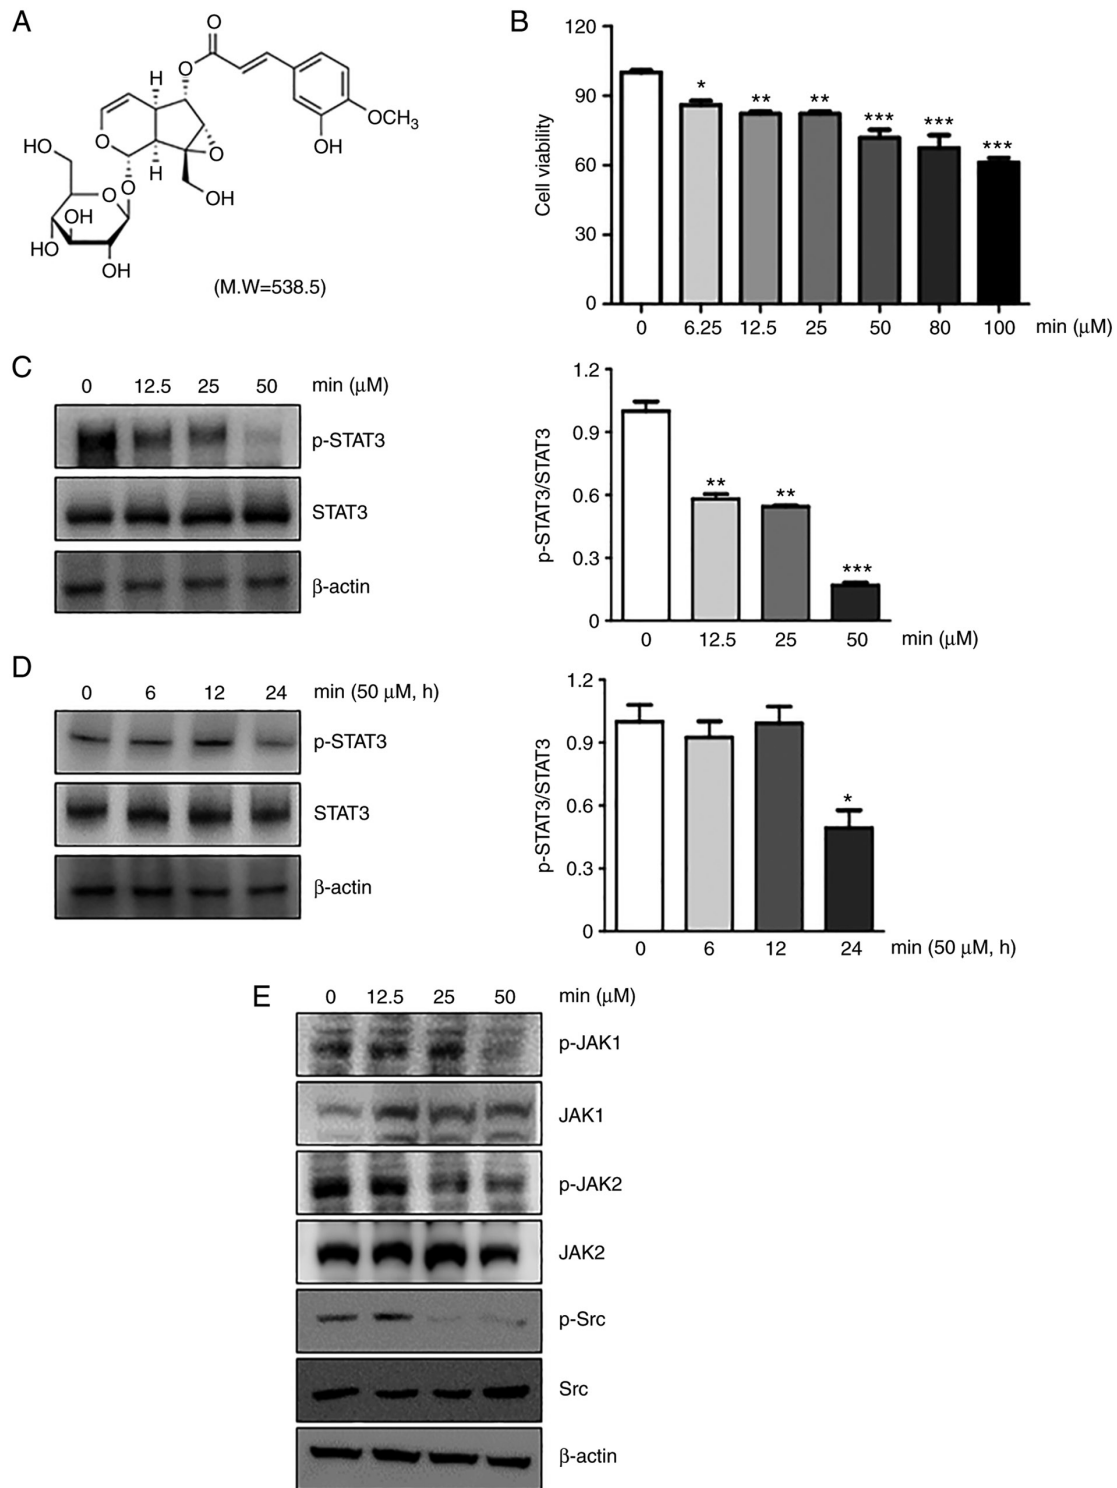 A
O
O
H
O
O
H
O
HO
O
OH
HO
OH
OCH3
OH
OH
O
(M.W=538.5)
B
120
90
60
30
0
Cell viability
* ** ** *** *** ***
0 6.25 12.5 25 50 80 100 min (μM)
C
0 12.5 25 50 min (μM)
p-STAT3
STAT3
β-actin
1.2
0.9
0.6
0.3
0
p-STAT3/STAT3
** ** ***
0 12.5 25 50 min (μM)
D
0 6 12 24 min (50 μM, h)
p-STAT3
STAT3
β-actin
1.2
0.9
0.6
0.3
0
p-STAT3/STAT3
*
0 6 12 24 min (50 μM, h)
E
0 12.5 25 50 min (μM)
p-JAK1
JAK1
p-JAK2
JAK2
p-Src
Src
β-actin